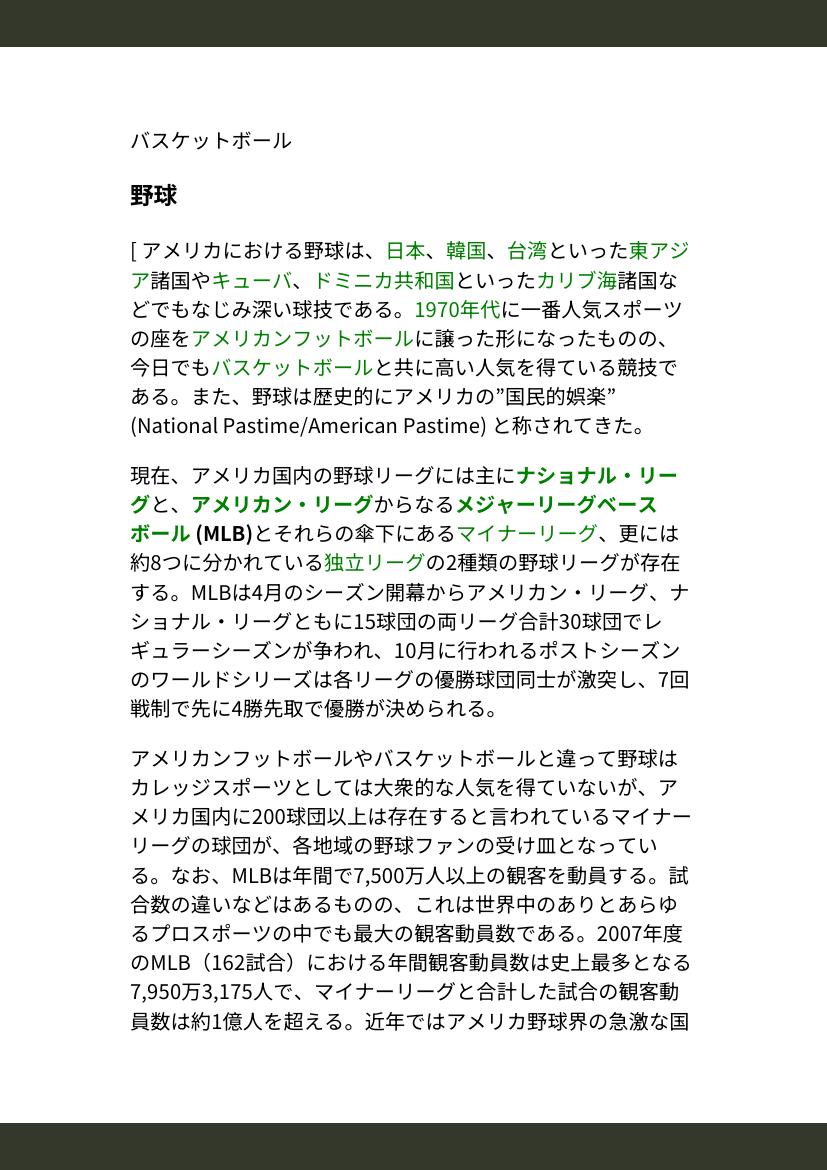 バスケットボール
野球
[ アメリカにおける野球は、日本、韓国、台湾といった東アジ
ア諸国やキューバ、ドミニカ共和国といったカリブ海諸国な
どでもなじみ深い球技である。1970年代に一番人気スポーツ
の座をアメリカンフットボールに譲った形になったものの、
今日でもバスケットボールと共に高い人気を得ている競技で
ある。また、野球は歴史的にアメリカの”国民的娯楽”
(National Pastime/American Pastime) と称されてきた。
現在、アメリカ国内の野球リーグには主にナショナル・リー
グと、アメリカン・リーグからなるメジャーリーグベース
ボール (MLB)とそれらの傘下にあるマイナーリーグ、更には
約8つに分かれている独立リーグの2種類の野球リーグが存在
する。MLBは4月のシーズン開幕からアメリカン・リーグ、ナ
ショナル・リーグともに15球団の両リーグ合計30球団でレ
ギュラーシーズンが争われ、10月に行われるポストシーズン
のワールドシリーズは各リーグの優勝球団同士が激突し、7回
戦制で先に4勝先取で優勝が決められる。
アメリカンフットボールやバスケットボールと違って野球は
カレッジスポーツとしては大衆的な人気を得ていないが、ア
メリカ国内に200球団以上は存在すると言われているマイナー
リーグの球団が、各地域の野球ファンの受け皿となってい
る。なお、MLBは年間で7,500万人以上の観客を動員する。試
合数の違いなどはあるものの、これは世界中のありとあらゆ
るプロスポーツの中でも最大の観客動員数である。2007年度
のMLB（162試合）における年間観客動員数は史上最多となる
7,950万3,175人で、マイナーリーグと合計した試合の観客動
員数は約1億人を超える。近年ではアメリカ野球界の急激な国